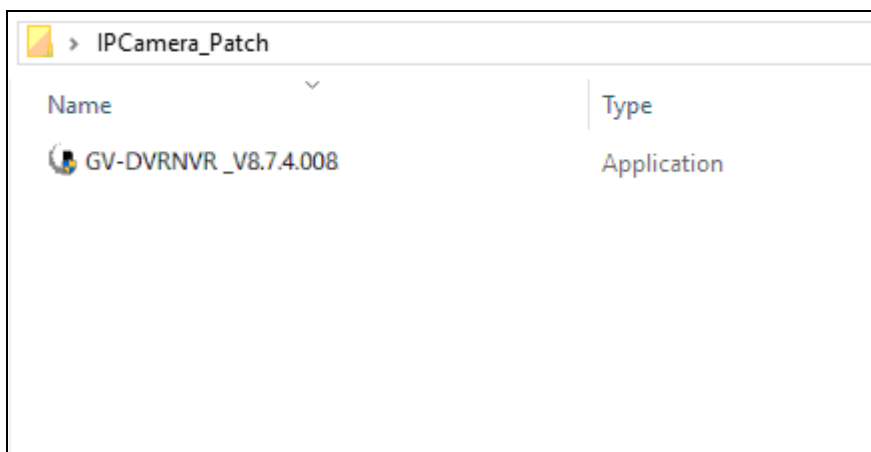 > IPCamera_Patch
Name Type
GV-DVRNVR _V8.7.4.008 Application